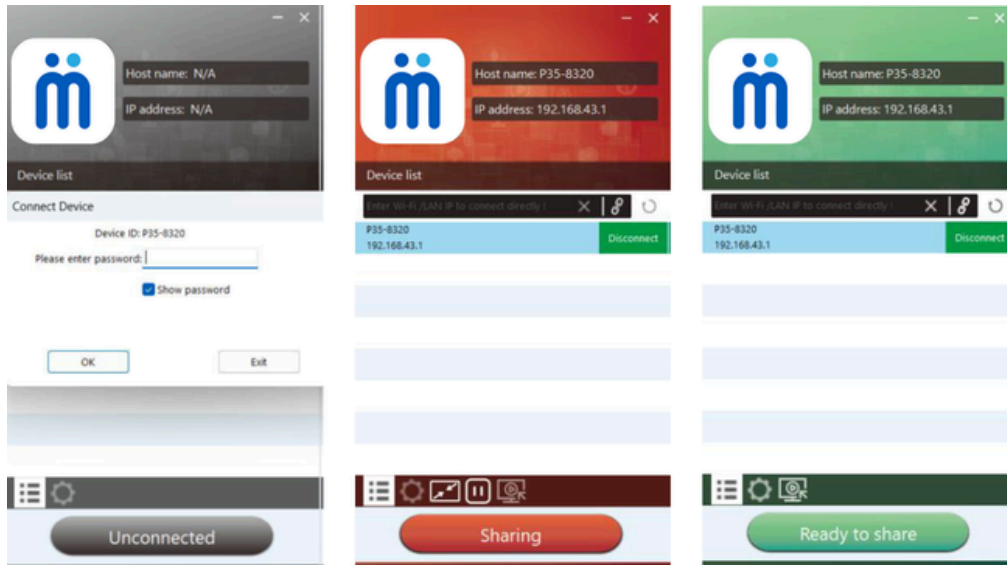 Host name: N/A
IP address: N/A
Device list
Connect Device
Device ID: P35-8320
Please enter password:
Show password
OK
Exit
Unconnected
Host name: P35-8320
IP address: 192.168.43.1
Device list
Enter Wi-Fi /LAN IP to connect directly !
P35-8320
192.168.43.1
Disconnect
Sharing
Host name: P35-8320
IP address: 192.168.43.1
Device list
Enter Wi-Fi /LAN IP to connect directly !
P35-8320
192.168.43.1
Disconnect
Ready to share